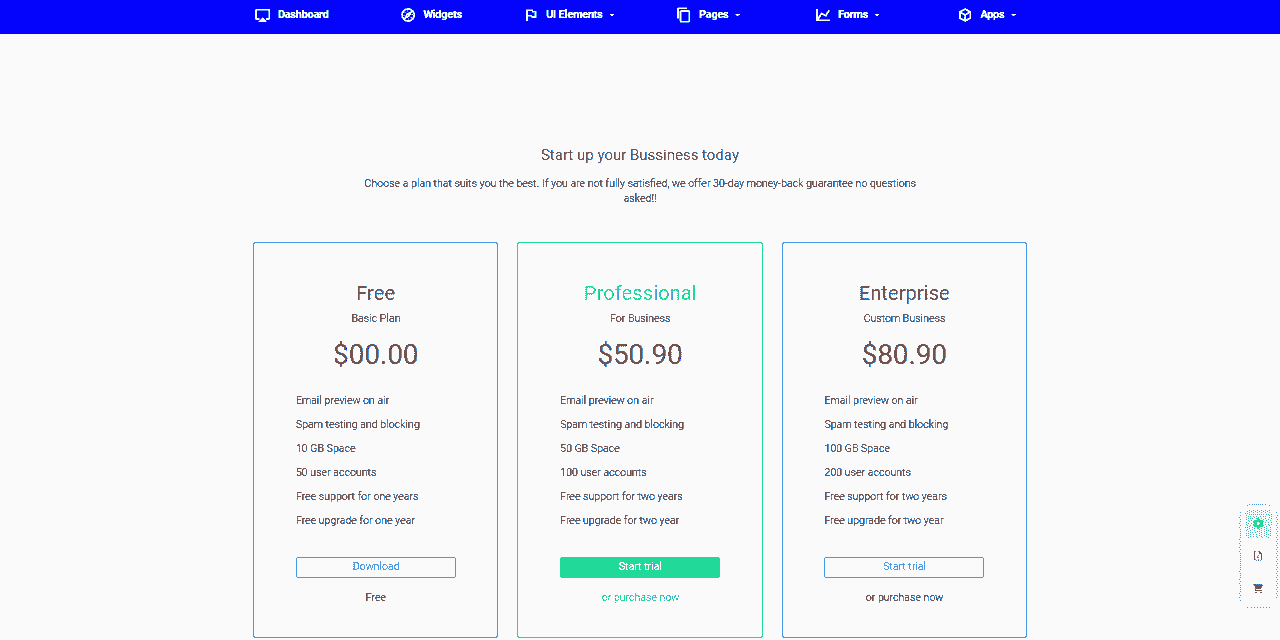 Dashboard Widgets UI Elements Pages Forms Apps
Start up your Bussiness today
Choose a plan that suits you the best. If you are not fully satisfied, we offer 30-day money-back guarantee no questions
asked!!
Free
Basic Plan
$00.00
Email preview on air
Spam testing and blocking
10 GB Space
50 user accounts
Free support for one years
Free upgrade for one year
Download
Free
Professional
For Business
$50.90
Email preview on air
Spam testing and blocking
50 GB Space
100 user accounts
Free support for two years
Free upgrade for two year
Start trial
or purchase now
Enterprise
Custom Business
$80.90
Email preview on air
Spam testing and blocking
100 GB Space
200 user accounts
Free support for two years
Free upgrade for two year
Start trial
or purchase now